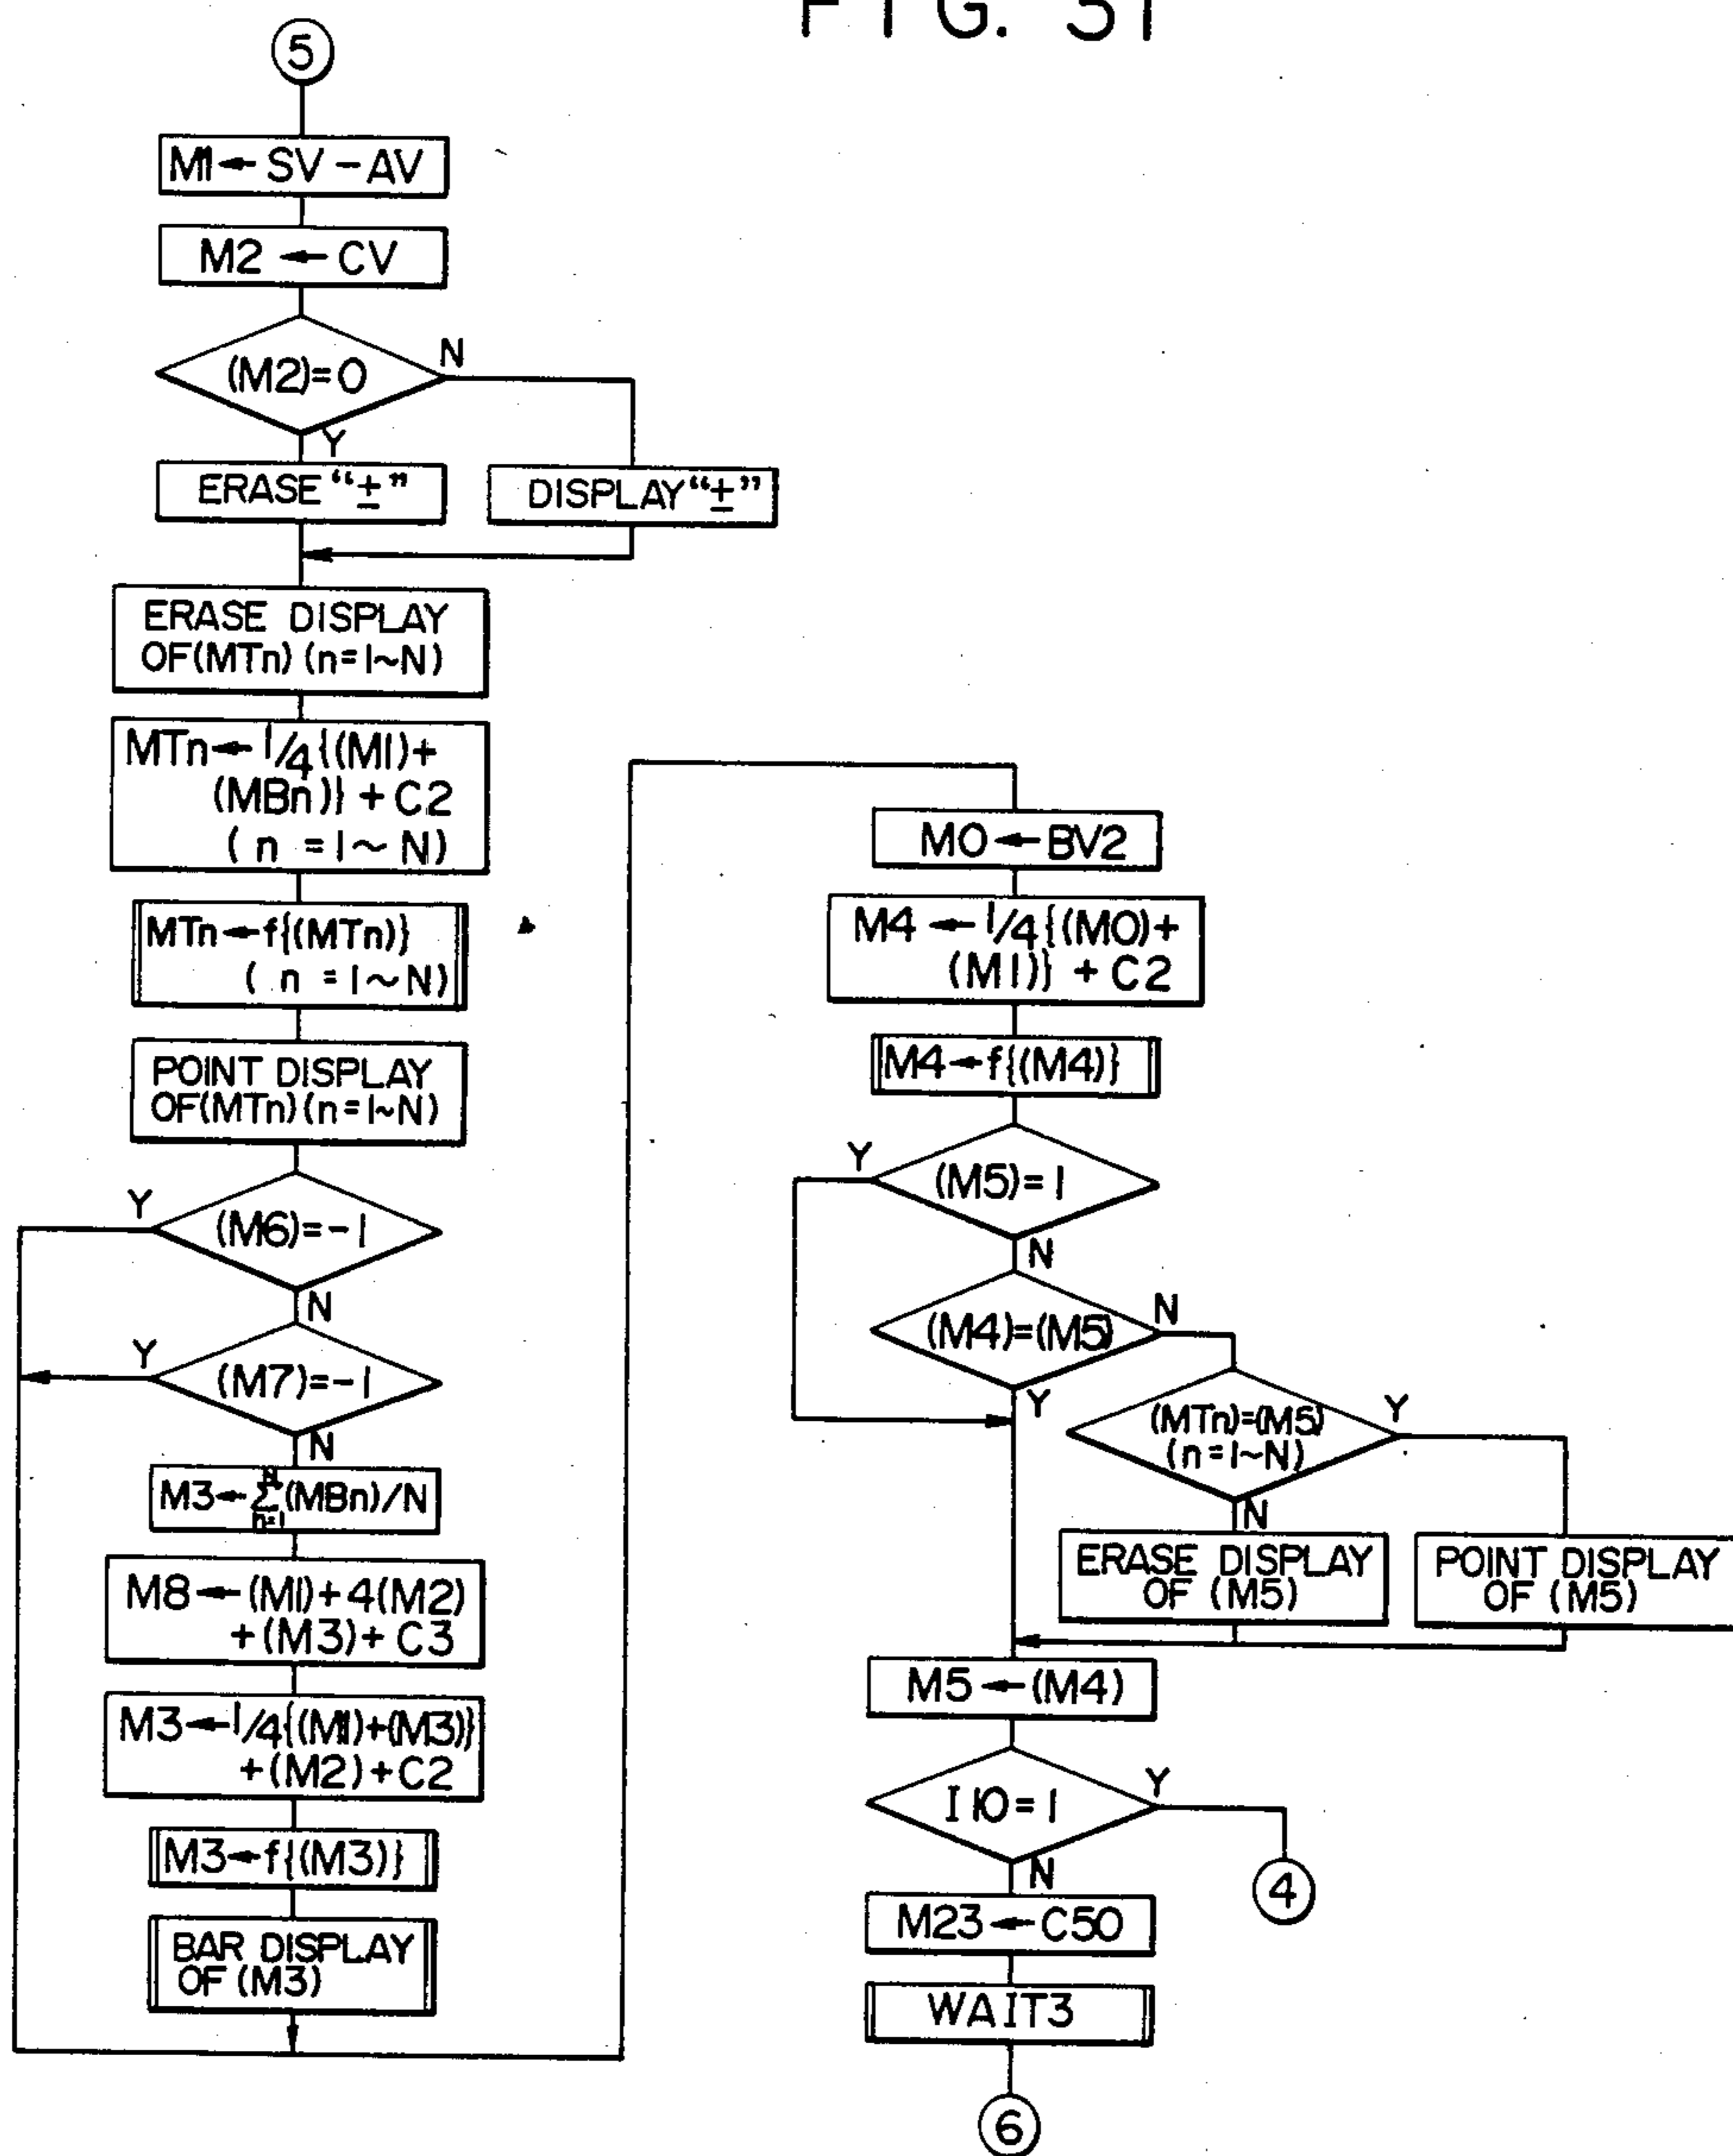 FIG. 31
5
M1←SV-AV
M2←CV
(M2)=0
N
Y
ERASE "±"
DISPLAY "±"
ERASE DISPLAY
OF(MTn) (n=1~N)
MTn←1/4{(M1)+
(MBn)}+C2
(n=1~N)
MTn←f{(MTn)}
(n=1~N)
POINT DISPLAY
OF(MTn)(n=1~N)
Y
(M6)=-1
N
Y
(M7)=-1
N
M3←
N
Σ(MBn)/N
n=1
M8←(M1)+4(M2)
+(M3)+C3
M3←1/4{(M1)+(M3)}
+(M2)+C2
M3←f{(M3)}
BAR DISPLAY
OF (M3)
M0←BV2
M4←1/4{(M0)+
(M1)}+C2
M4←f{(M4)}
Y
(M5)=1
N
(M4)=(M5)
N
Y
(MTn)=(M5)
(n=1~N)
Y
N
ERASE DISPLAY
OF (M5)
POINT DISPLAY
OF (M5)
M5←(M4)
I10=1
Y
N
4
M23←C50
WAIT3
6